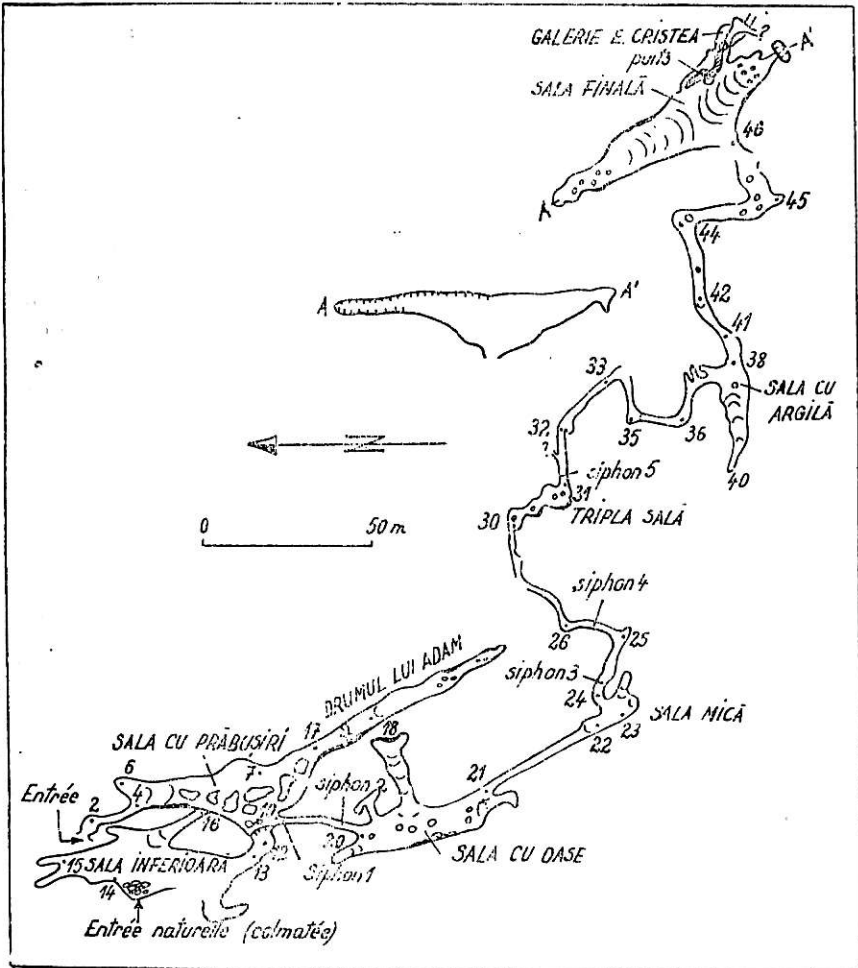 GALERIE E. CRISTEA
?
A'
puits
SALA FINALĂ
46
A
45
44
A
A'
42
41
33
38
SALA CU
ARGILĂ
32
35
36
?
siphon 5
40
31
30
TRIPLA SALĂ
0
50 m
siphon 4
26
25
siphon 3
24
DRUMUL LUI ADAM
SALA MICĂ
17
18
22
23
SALA CU PRĂBUSIRI
6
7
21
siphon 2
Entrée
2
4
16
20
SALA CU OASE
Siphon 1
15
SALA INFERIOARA
13
14
Entrée naturelle (colmatée)